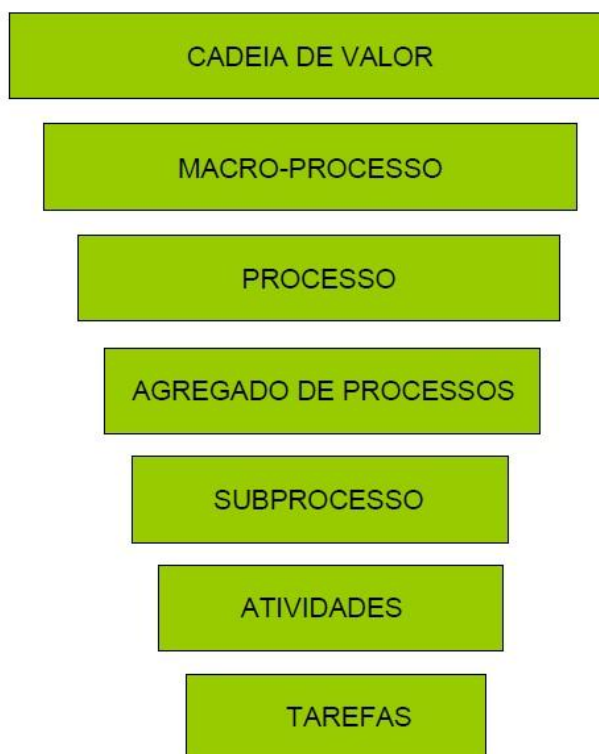 CADEIA DE VALOR
MACRO-PROCESSO
PROCESSO
AGREGADO DE PROCESSOS
SUBPROCESSO
ATIVIDADES
TAREFAS